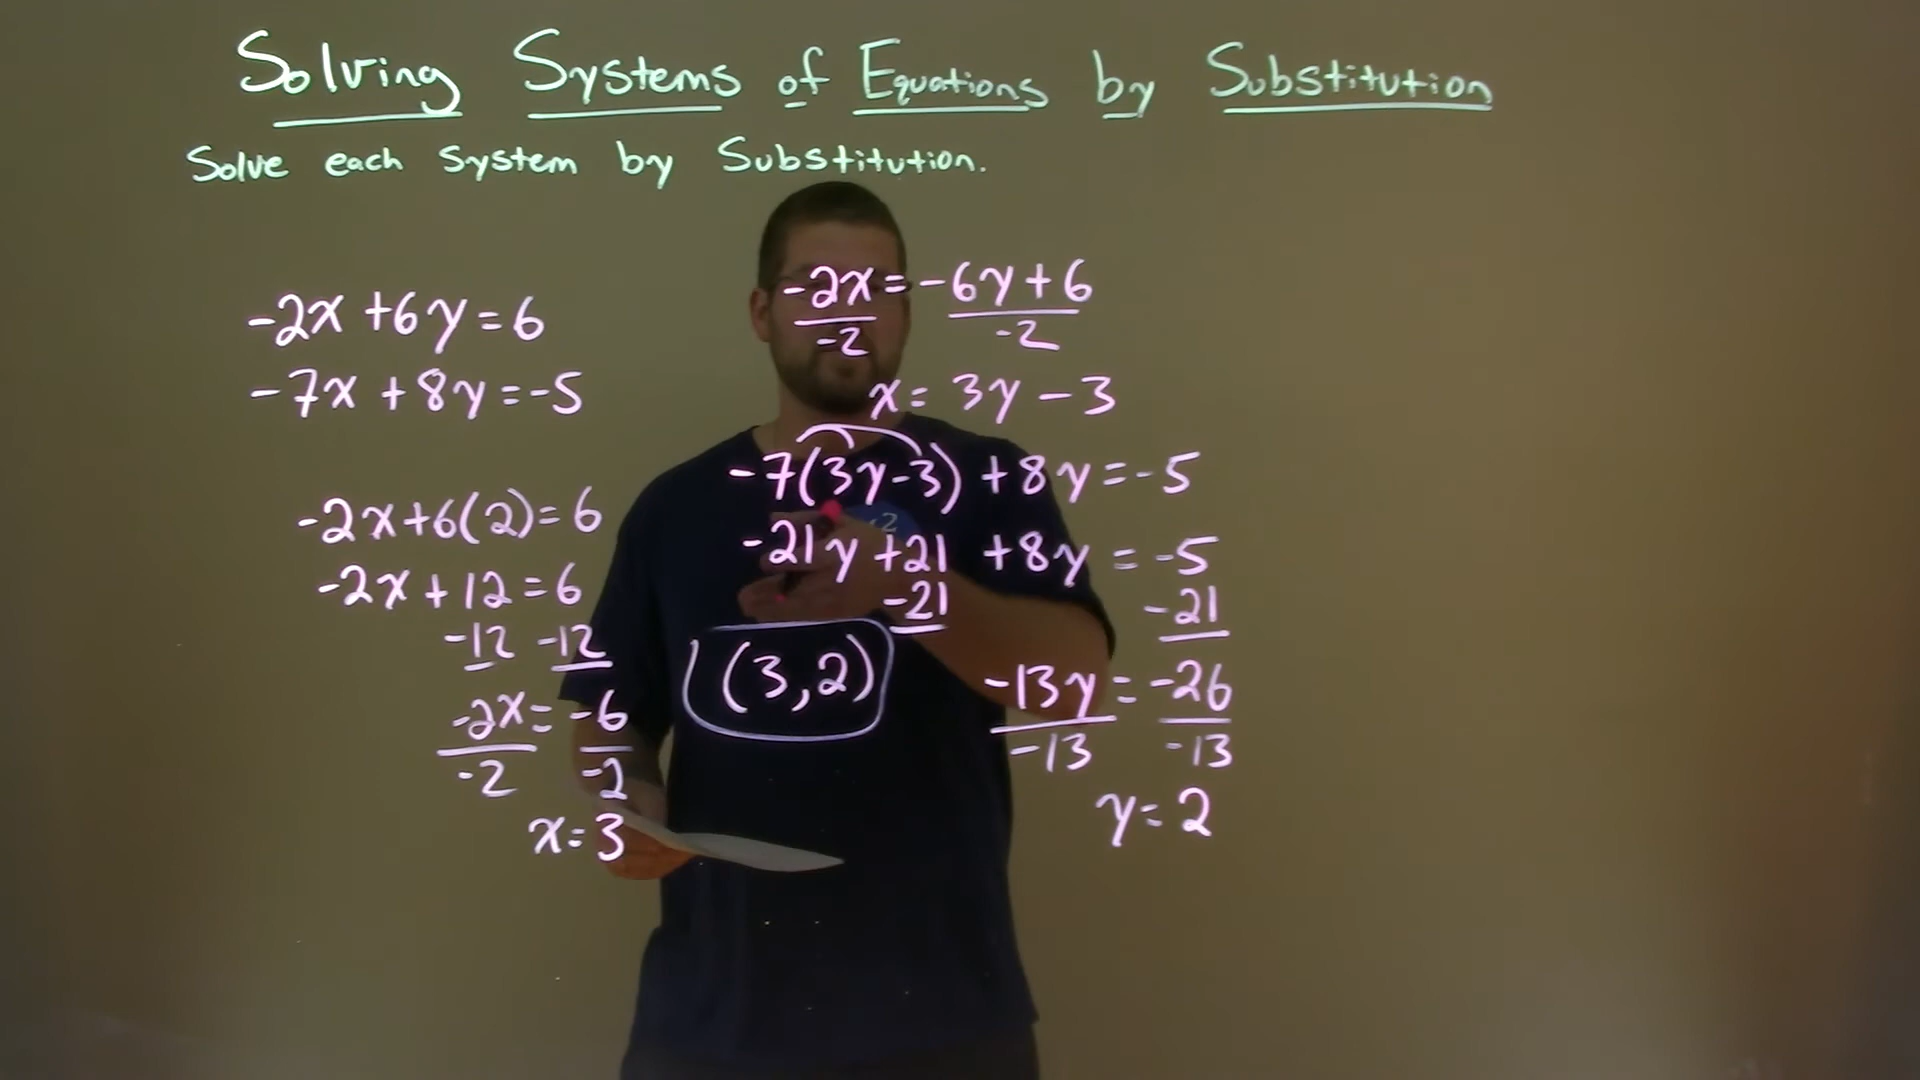 Solving Systems of Equations by Substitution
Solve each system by Substitution.
-2x +6y=6
-7x +8y=-5
-2x=-6y+6
-2 -2
x= 3y-3
-7(3y-3) +8y=-5
-21y +21 +8y = -5
-21 -21
-13y = -26
-13 -13
y=2
-2x+6(2)=6
-2x+12=6
-12 -12
-2x=-6
-2 -2
x=3
(3,2)